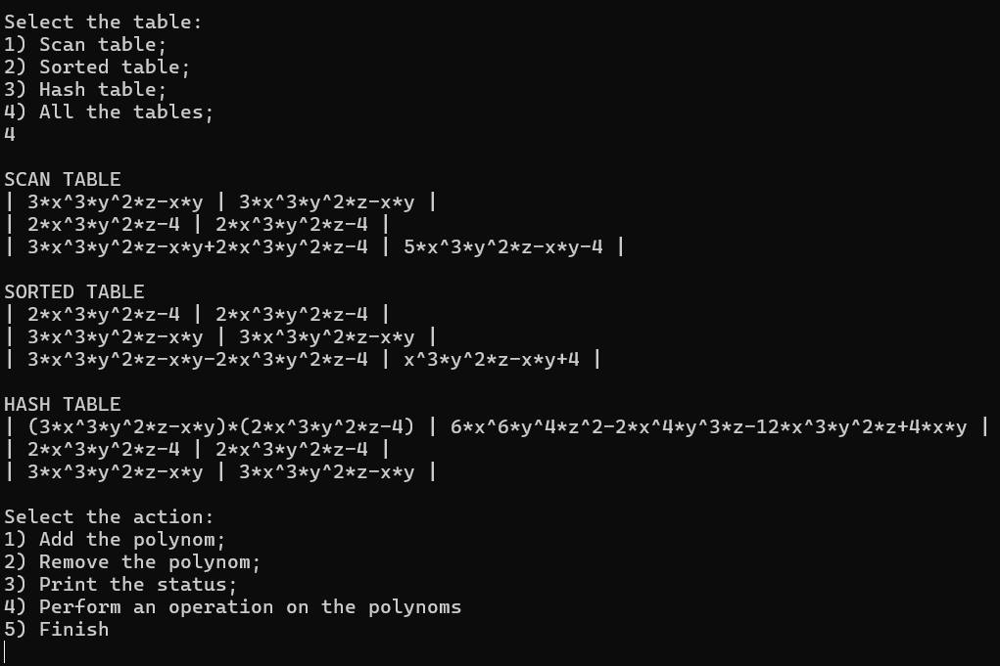 Select the table:
1) Scan table;
2) Sorted table;
3) Hash table;
4) All the tables;
4
SCAN TABLE
| 3*x^3*y^2*z-x*y | 3*x^3*y^2*z-x*y |
| 2*x^3*y^2*z-4 | 2*x^3*y^2*z-4 |
| 3*x^3*y^2*z-x*y+2*x^3*y^2*z-4 | 5*x^3*y^2*z-x*y-4 |
SORTED TABLE
| 2*x^3*y^2*z-4 | 2*x^3*y^2*z-4 |
| 3*x^3*y^2*z-x*y | 3*x^3*y^2*z-x*y |
| 3*x^3*y^2*z-x*y-2*x^3*y^2*z-4 | x^3*y^2*z-x*y+4 |
HASH TABLE
| (3*x^3*y^2*z-x*y)*(2*x^3*y^2*z-4) | 6*x^6*y^4*z^2-2*x^4*y^3*z-12*x^3*y^2*z+4*x*y |
| 2*x^3*y^2*z-4 | 2*x^3*y^2*z-4 |
| 3*x^3*y^2*z-x*y | 3*x^3*y^2*z-x*y |
Select the action:
1) Add the polynom;
2) Remove the polynom;
3) Print the status;
4) Perform an operation on the polynoms
5) Finish